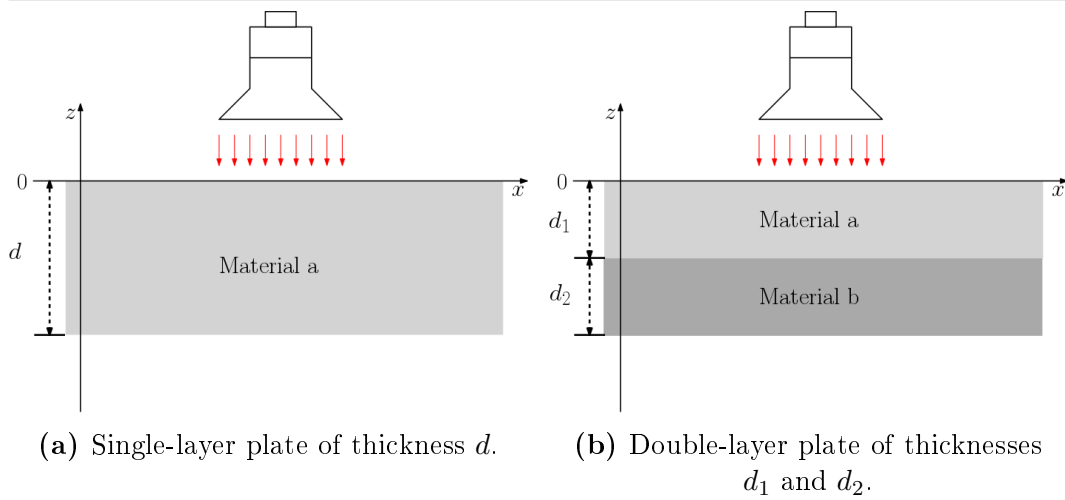 z
0
x
d
Material a
(a) Single-layer plate of thickness d.
z
0
x
d₁
Material a
d₂
Material b
(b) Double-layer plate of thicknesses
d₁ and d₂.